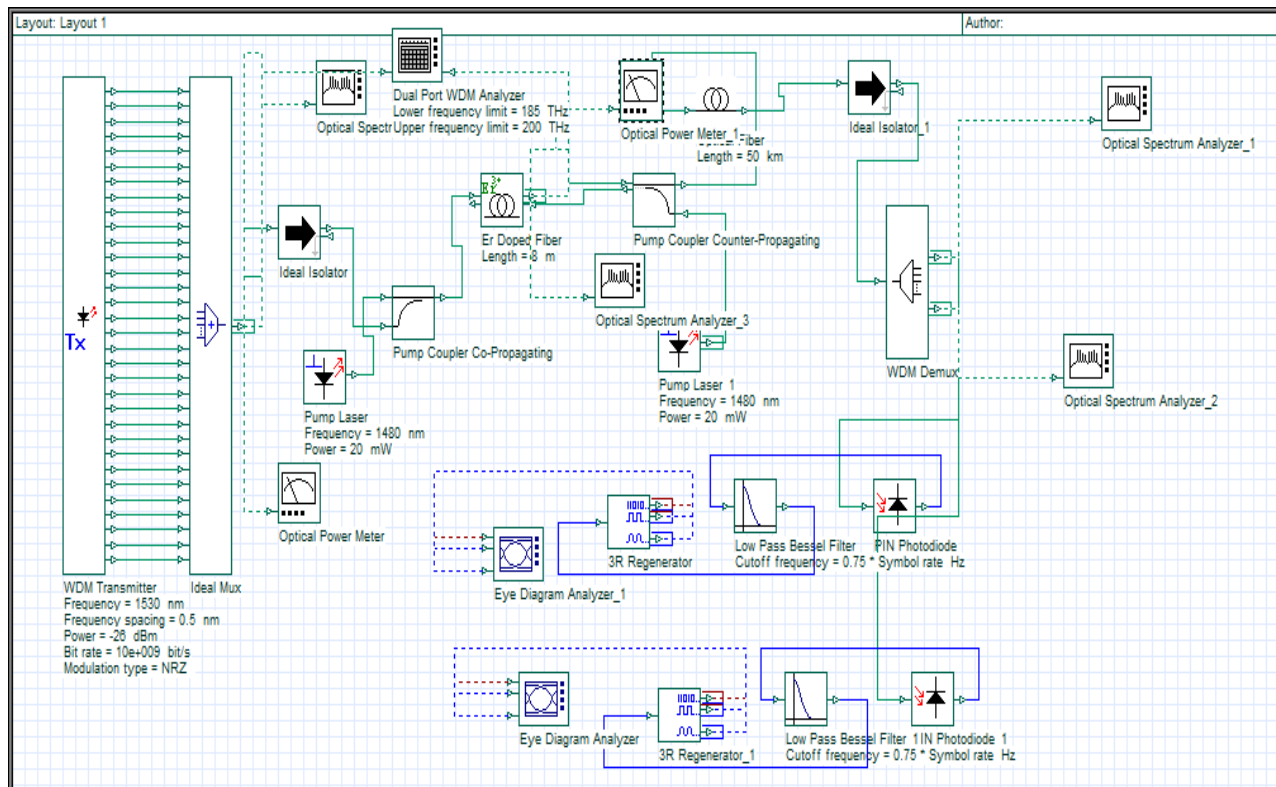 Layout: Layout 1
Author:
Dual Port WDM Analyzer
Lower frequency limit = 185 THz
Upper frequency limit = 200 THz
Optical Spectr
Optical Power Meter_1
Fiber
Length = 50 km
Ideal Isolator_1
Optical Spectrum Analyzer_1
Er
3+
Er Doped Fiber
Length = 8 m
Pump Coupler Counter-Propagating
Ideal Isolator
Optical Spectrum Analyzer_3
Tx
Pump Coupler Co-Propagating
WDM Demux
Pump Laser_1
Frequency = 1480 nm
Power = 20 mW
Optical Spectrum Analyzer_2
Pump Laser
Frequency = 1480 nm
Power = 20 mW
Optical Power Meter
Low Pass Bessel Filter
Cutoff frequency = 0.75 * Symbol rate Hz
PIN Photodiode
3R Regenerator
Eye Diagram Analyzer_1
WDM Transmitter
Frequency = 1530 nm
Frequency spacing = 0.5 nm
Power = -26 dBm
Bit rate = 10e+009 bit/s
Modulation type = NRZ
Ideal Mux
Eye Diagram Analyzer
3R Regenerator_1
Low Pass Bessel Filter_1
IN Photodiode_1
Cutoff frequency = 0.75 * Symbol rate Hz